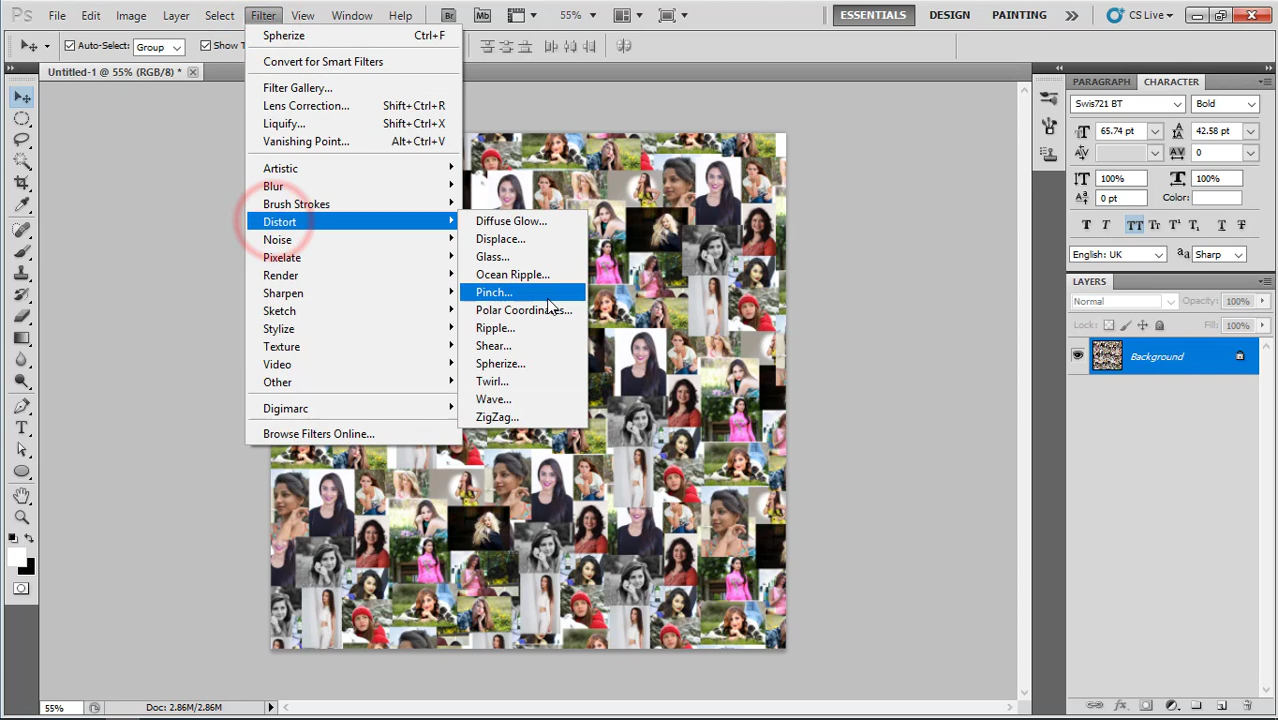 Ps File Edit Image Layer Select Filter View Window Help Br Mb 55% ESSENTIALS DESIGN PAINTING CS Live
Auto-Select: Group Show T
Untitled-1 @ 55% (RGB/8) *
Spherize Ctrl+F
Convert for Smart Filters
Filter Gallery...
Lens Correction... Shift+Ctrl+R
Liquify... Shift+Ctrl+X
Vanishing Point... Alt+Ctrl+V
Artistic
Blur
Brush Strokes
Distort
Noise
Pixelate
Render
Sharpen
Sketch
Stylize
Texture
Video
Other
Digimarc
Browse Filters Online...
Diffuse Glow...
Displace...
Glass...
Ocean Ripple...
Pinch...
Polar Coordinates...
Ripple...
Shear...
Spherize...
Twirl...
Wave...
ZigZag...
PARAGRAPH CHARACTER
Swis721 BT Bold
65.74 pt 42.58 pt
0
100% 100%
0 pt Color:
T T TT Tt T¹ T₁ T T
English: UK aa Sharp
LAYERS
Normal Opacity: 100%
Lock: Fill: 100%
Background
55% Doc: 2.86M/2.86M